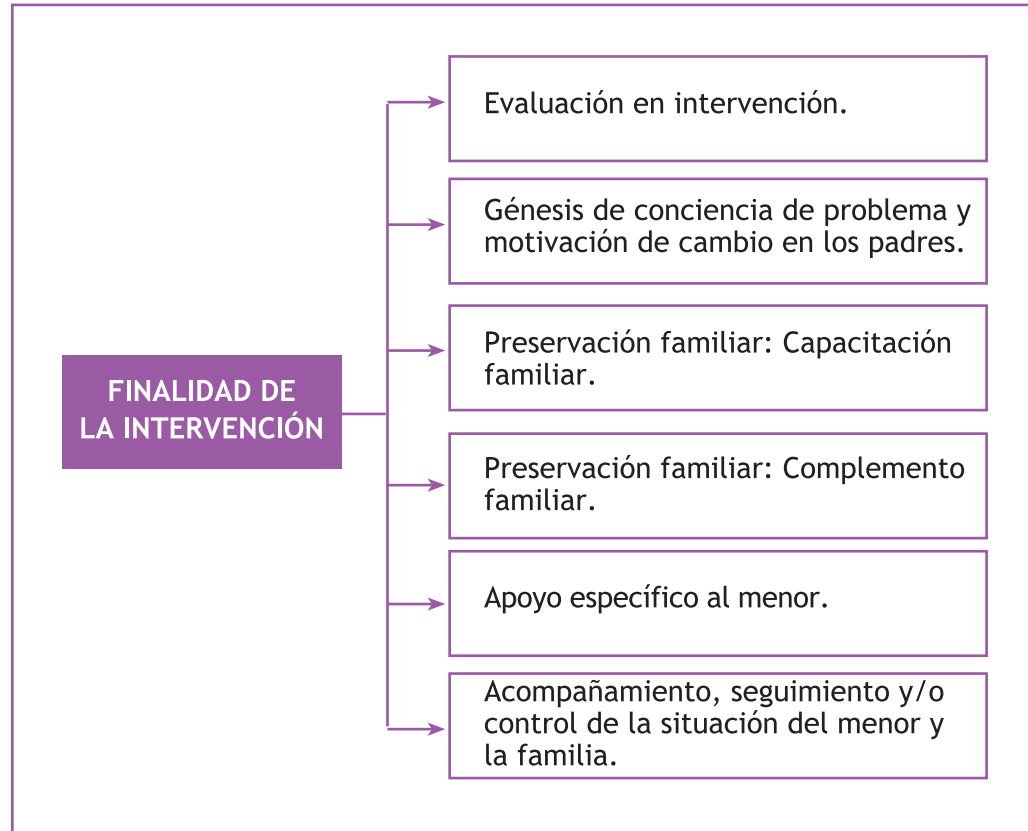 Evaluación en intervención.
Génesis de conciencia de problema y
motivación de cambio en los padres.
Preservación familiar: Capacitación
familiar.
FINALIDAD DE
LA INTERVENCIÓN
Preservación familiar: Complemento
familiar.
Apoyo específico al menor.
Acompañamiento, seguimiento y/o
control de la situación del menor y
la familia.